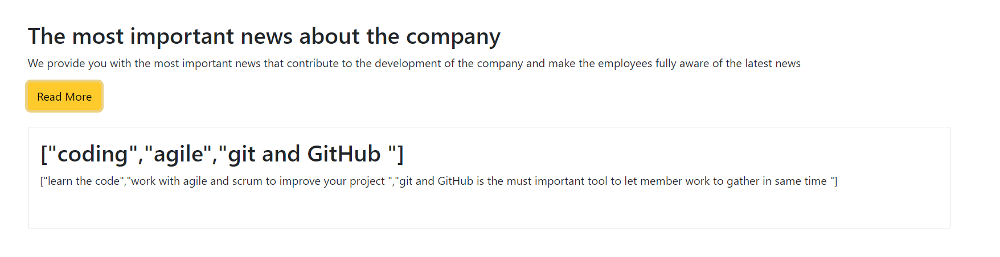 The most important news about the company
We provide you with the most important news that contribute to the development of the company and make the employees fully aware of the latest news
Read More
["coding","agile","git and GitHub "]
["learn the code","work with agile and scrum to improve your project ","git and GitHub is the must important tool to let member work to gather in same time "]